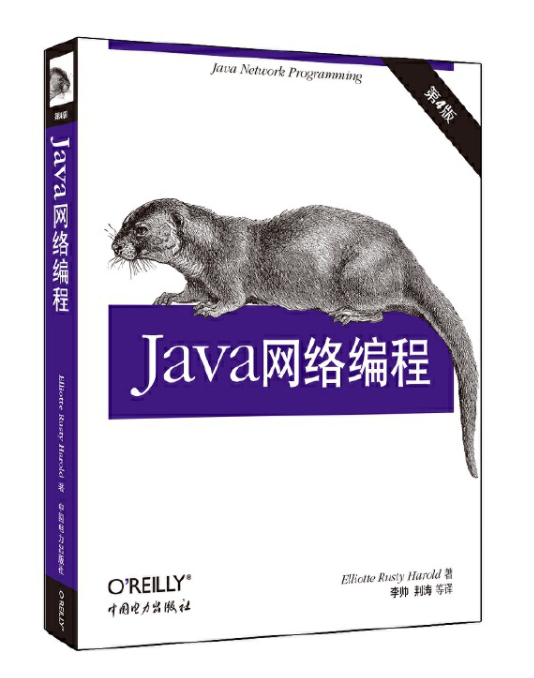 Java Network Programming
第4版
Java网络编程
Elliotte Rusty Harold 著
李帅 荆涛 等译
O'REILLY®
中国电力出版社
第4版
Java网络编程
Elliotte Rusty Harold 著
中国电力出版社
O'REILLY